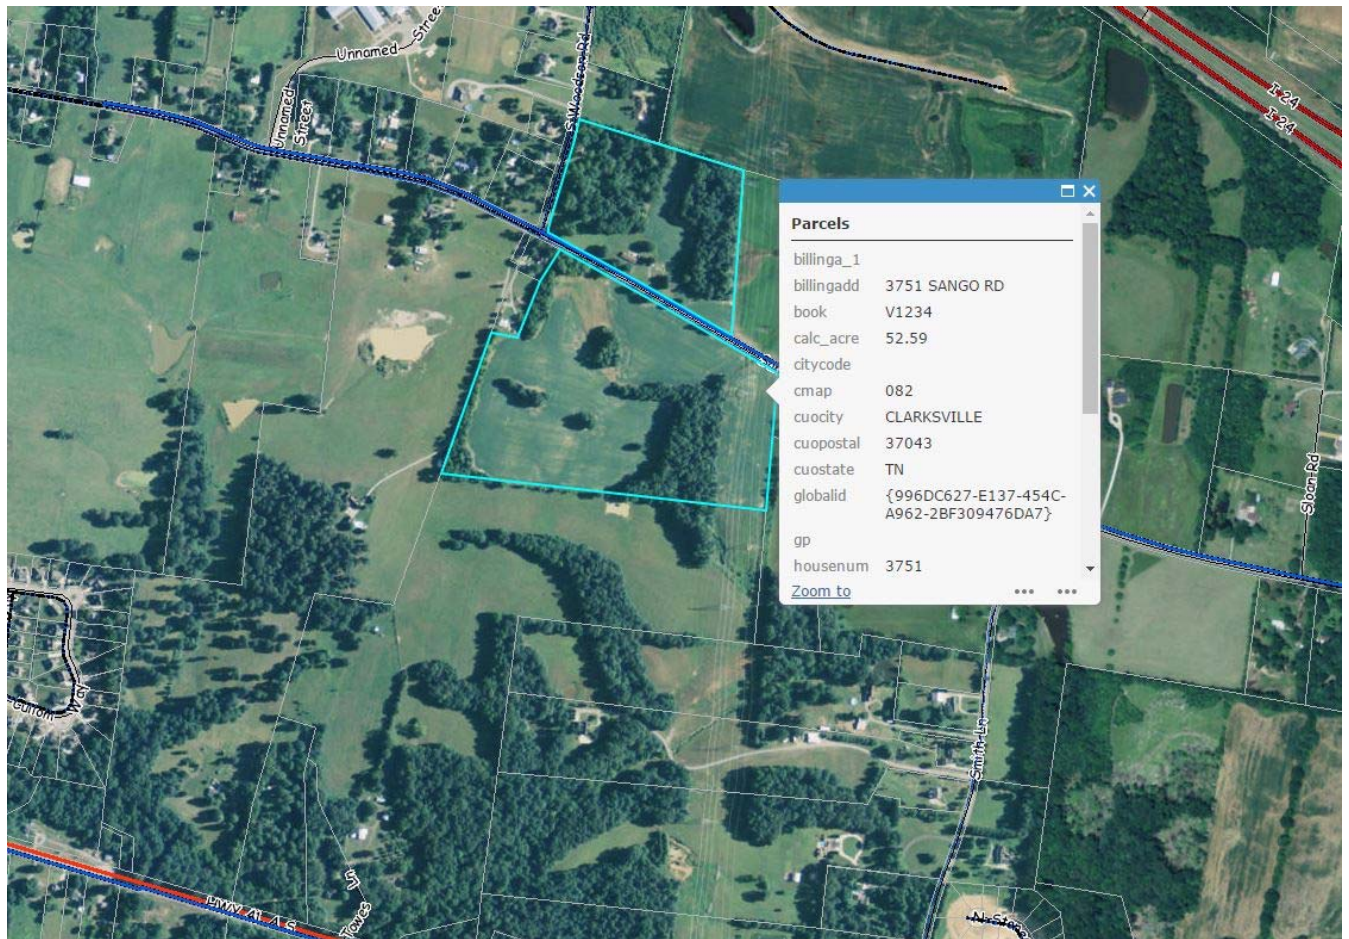 Unnamed Street
Unnamed
Street
S Woodson Rd
I 24
I 24
Parcels
billinga_1
billingadd 3751 SANGO RD
book V1234
calc_acre 52.59
citycode
cmap 082
cuocity CLARKSVILLE
cuopostal 37043
cuostate TN
globalid {996DC627-E137-454C-
A962-2BF309476DA7}
gp
housenum 3751
Zoom to
Sloan Rd
Way
Smith Ln
HWY 41 A S
Towes Ln